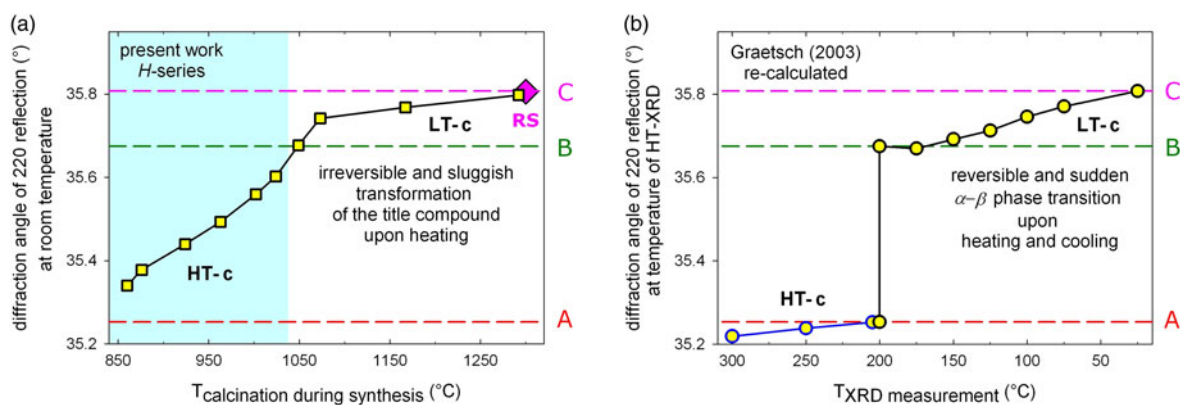 (a)
diffraction angle of 220 reflection (°)
at room temperature
present work
H-series
35.8
35.6
35.4
35.2
HT-c
LT-c
RS
irreversible and sluggish
transformation
of the title compound
upon heating
C
B
A
850 950 1050 1150 1250
Tcalcination during synthesis (°C)
(b)
diffraction angle of 220 reflection (°)
at temperature of HT-XRD
Graetsch (2003)
re-calculated
35.8
35.6
35.4
35.2
HT-c
LT-c
reversible and sudden
α–β phase transition
upon
heating and cooling
C
B
A
300 250 200 150 100 50
TXRD measurement (°C)